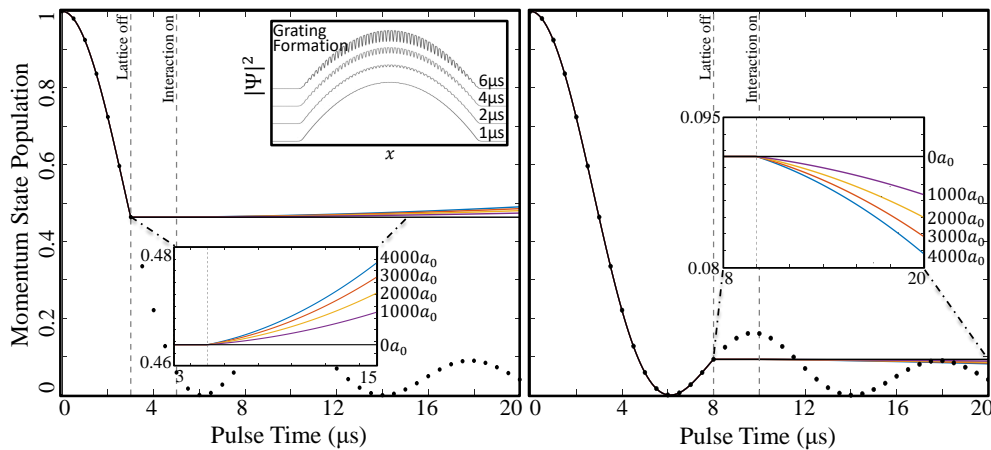 Momentum State Population
1
0.8
0.6
0.4
0.2
0
Lattice off
Interaction on
Grating
Formation
|Ψ|²
6μs
4μs
2μs
1μs
x
0.48
0.46
3
15
4000a₀
3000a₀
2000a₀
1000a₀
0a₀
0
4
8
12
16
20
Pulse Time (μs)
Lattice off
Interaction on
0.095
0.08
8
20
0a₀
1000a₀
2000a₀
3000a₀
4000a₀
0
4
8
12
16
20
Pulse Time (μs)